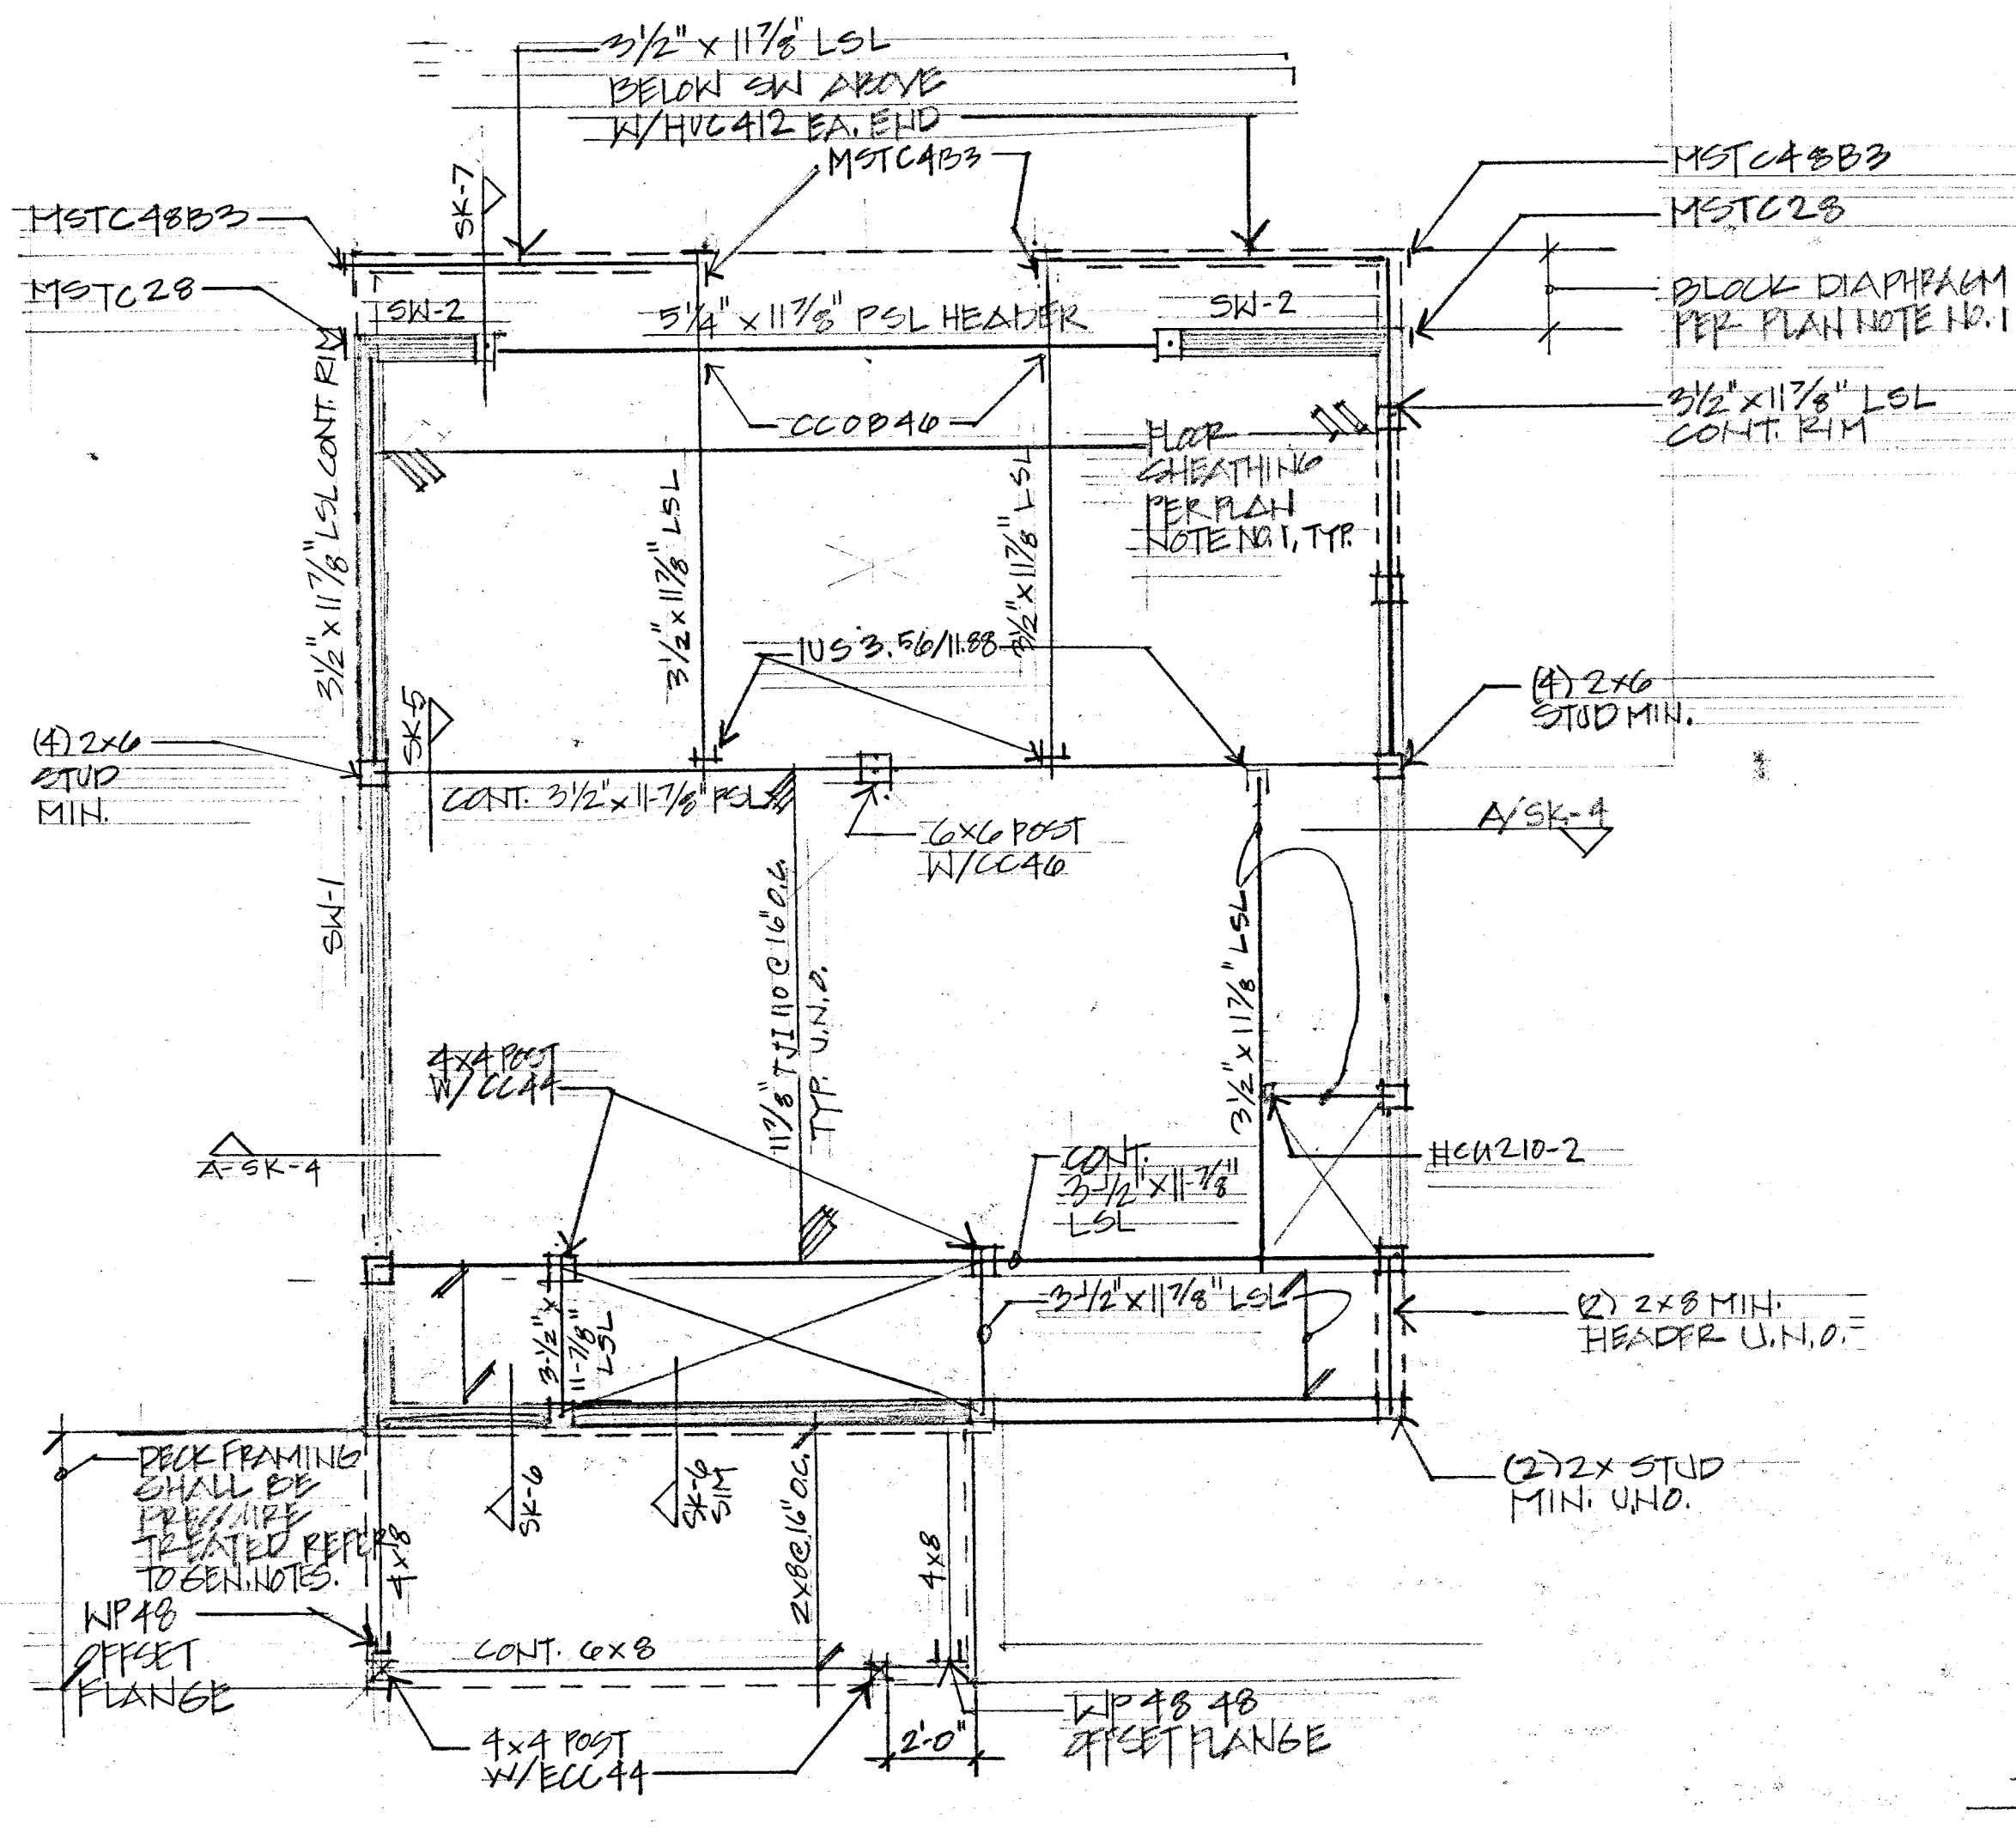 3½" x 11⅞" LSL
BELOW SW ABOVE
W/HUC412 EA. END
MSTC4B3
SK-7
MSTC48B3
MSTC28
MSTC48B3
MSTC28
BLOCK DIAPHRAGM
PER PLAN NOTE NO. 1
3½" x 11⅞" LSL
CONT. RIM
SW-2
5¼" x 11⅞" PSL HEADER
SW-2
CCOB46
FLOOR
SHEATHING
PER PLAN
NOTE NO. 1, TYP.
3½" x 11⅞" LSL CONT. RIM
3½" x 11⅞" LSL
3½" x 11⅞" LSL
IUS 3.56/11.88
(4) 2x6
STUD MIN.
(4) 2x6
STUD
MIN.
SK-5
CONT. 3½" x 11-⅞" PSL
6x6 POST
W/CC46
A/SK-4
SW-1
11⅞" TJI 110 @ 16" O.C.
TYP. U.N.O.
3½" x 11⅞" LSL
4x4 POST
W/CC44
A-SK-4
CONT.
3-½" x 11-⅞"
LSL
HCU210-2
3-½" x
11-⅞"
LSL
3-½" x 11⅞" LSL
(2) 2x8 MIN.
HEADER U.N.O.
DECK FRAMING
SHALL BE
PRESSURE
TREATED REFER
TO GEN. NOTES.
SK-6
SK-6
SIM
2x8 @ 16" O.C.
4x8
4x8
(2) 2x STUD
MIN. U.N.O.
WP48
OFFSET
FLANGE
CONT. 6x8
4x4 POST
W/ECC44
2'-0"
WP 48 48
OFFSET FLANGE